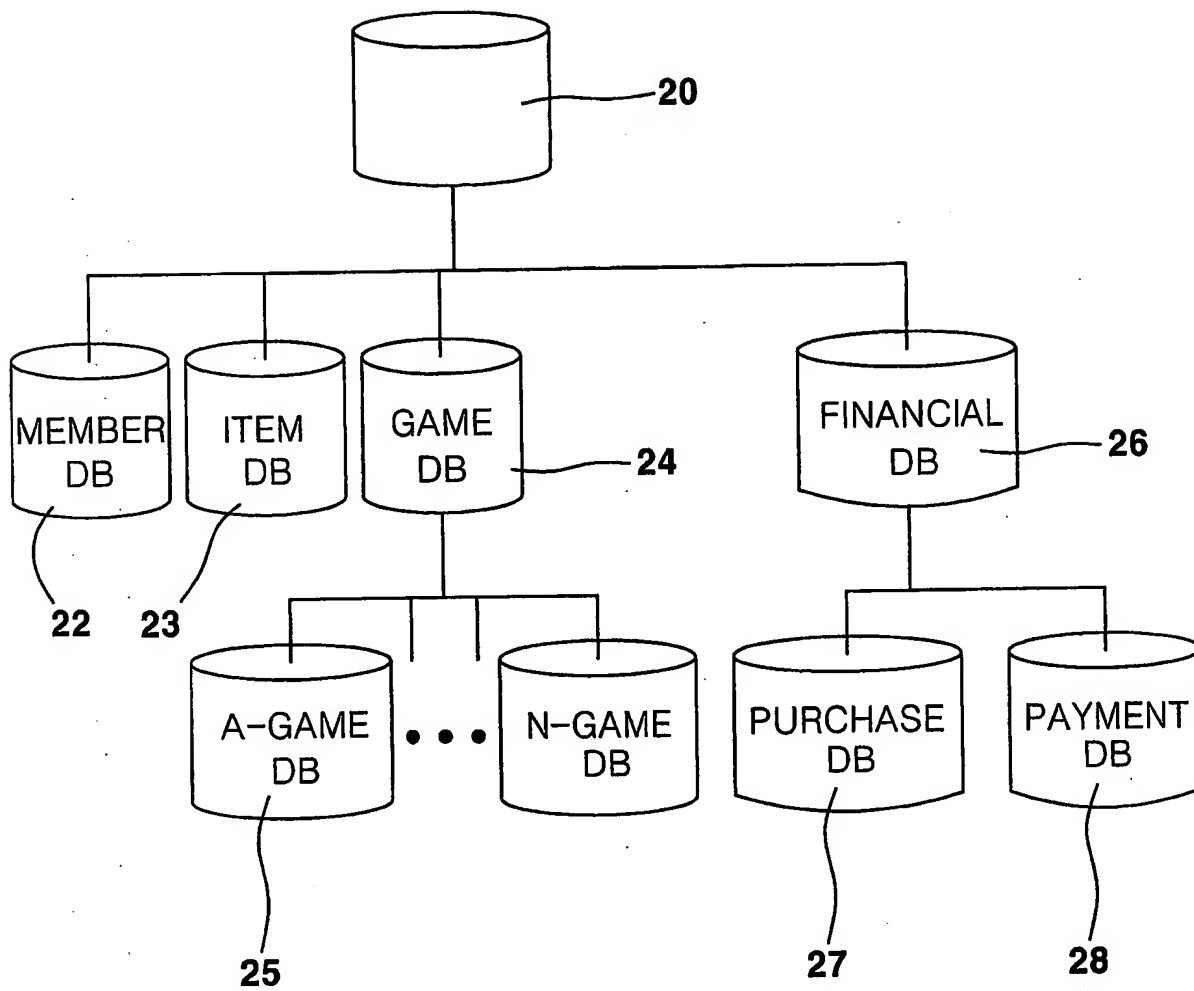 20
MEMBER
DB
ITEM
DB
GAME
DB
FINANCIAL
DB
24
26
22
23
A-GAME
DB
N-GAME
DB
PURCHASE
DB
PAYMENT
DB
25
27
28